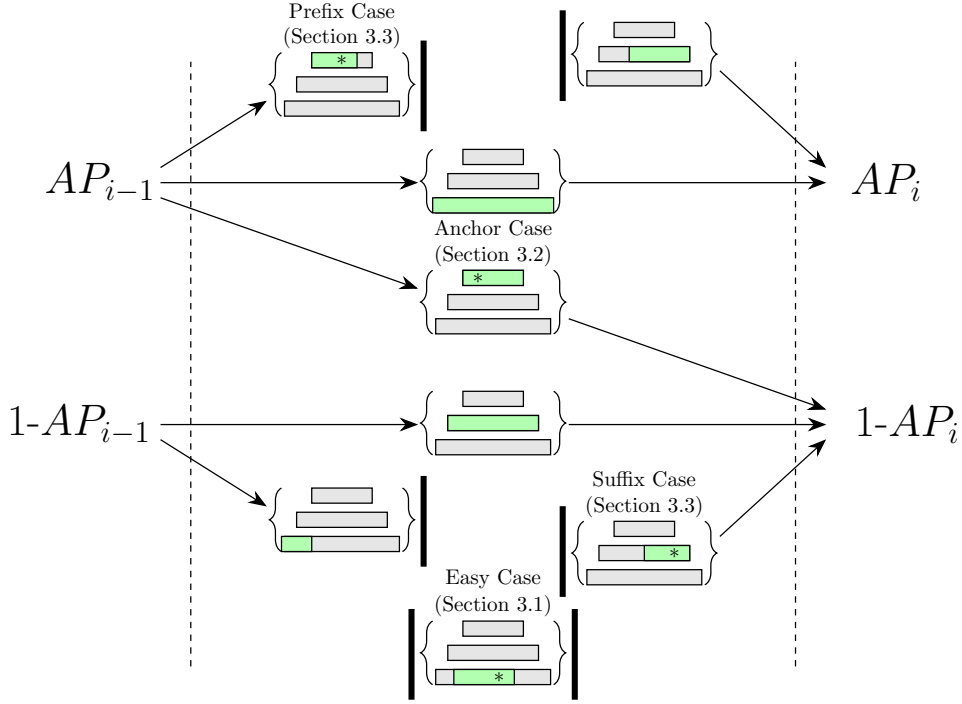 Prefix Case
(Section 3.3)
*
AP_{i-1}
AP_i
Anchor Case
(Section 3.2)
*
1-AP_{i-1}
1-AP_i
Suffix Case
(Section 3.3)
*
Easy Case
(Section 3.1)
*